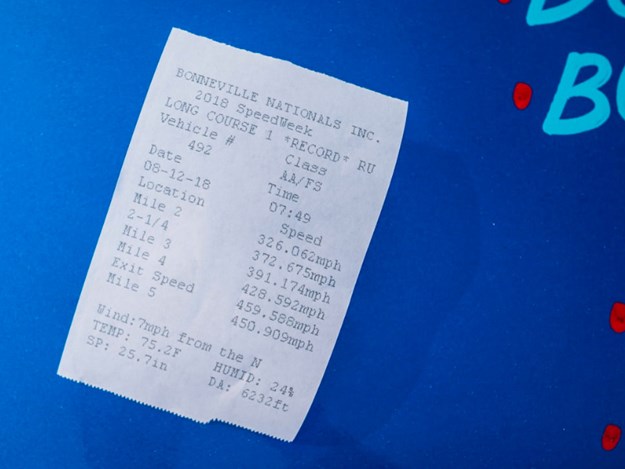 BONNEVILLE NATIONALS INC.
2018 SpeedWeek
LONG COURSE 1 *RECORD* RU
Vehicle # Class
492 AA/FS
Date Time
08-12-18 07:49
Location Speed
Mile 2 326.062mph
2-1/4 372.675mph
Mile 3 391.174mph
Mile 4 428.592mph
Exit Speed 459.588mph
Mile 5 450.909mph
Wind:7mph from the N
TEMP: 75.2F HUMID: 24%
SP: 25.7in DA: 6232ft